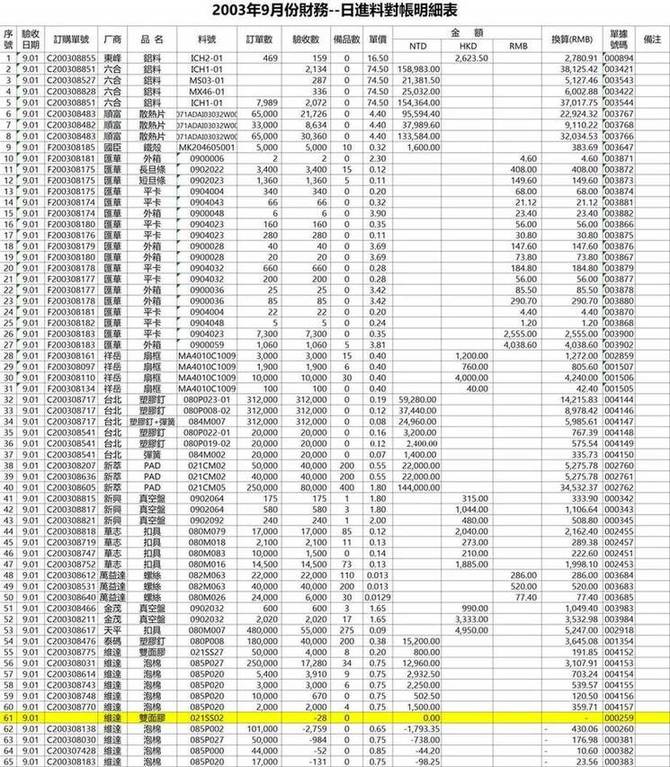 2003年9月份財務--日進料對帳明細表
序號 驗收日期 訂購單號 厂商 品名 料號 訂單數 驗收數 備品數 單價 金額 換算(RMB) 單據號碼 備注
NTD HKD RMB
1 9.01 C200308855 東峰 鋁料 ICH2-01 469 159 0 16.50 2,623.50 2,780.91 000894
2 9.01 C200308551 六合 鋁料 ICH1-01 2,134 0 74.50 158,983.00 38,125.42 003421
3 9.01 C200308527 六合 鋁料 MS03-01 287 0 74.50 21,381.50 5,127.46 003543
4 9.01 C200308828 六合 鋁料 MX46-01 336 0 74.50 25,032.00 6,002.88 003422
5 9.01 C200308551 六合 鋁料 ICH1-01 7,989 2,072 0 74.50 154,364.00 37,017.75 003544
6 9.01 C200308483 順富 散熱片 071ADAI03032W00 65,000 21,726 0 4.40 95,594.40 22,924.32 003767
7 9.01 C200308482 順富 散熱片 071ADAI03032W00 33,000 8,634 0 4.40 37,989.60 9,110.22 003768
8 9.01 C200308483 順富 散熱片 071ADAI03032W00 65,000 30,360 0 4.40 133,584.00 32,034.53 003766
9 9.01 F200308185 國臣 鐵殼 MK204605001 5,000 5,000 10 0.32 1,600.00 383.69 003647
10 9.01 F200308181 匯華 外箱 0900006 2 2 0 2.30 4.60 4.60 003871
11 9.01 F200308175 匯華 長旦條 0902022 3,400 3,400 15 0.12 408.00 408.00 003872
12 9.01 F200308175 匯華 短旦條 0902023 1,360 1,360 5 0.11 149.60 149.60 003873
13 9.01 F200308175 匯華 平卡 0904004 340 340 0 0.20 68.00 68.00 003874
14 9.01 F200308174 匯華 平卡 0904043 66 66 0 0.32 21.12 21.12 003881
15 9.01 F200308174 匯華 外箱 0900048 6 6 0 3.90 23.40 23.40 003882
16 9.01 F200308180 匯華 平卡 0904023 160 160 0 0.35 56.00 56.00 003866
17 9.01 F200308176 匯華 平卡 0904023 280 280 0 0.11 30.80 30.80 003875
18 9.01 F200308179 匯華 外箱 0900028 40 40 0 3.69 147.60 147.60 003876
19 9.01 F200308180 匯華 外箱 0900028 20 20 0 3.69 73.80 73.80 003867
20 9.01 F200308178 匯華 平卡 0904032 660 660 0 0.28 184.80 184.80 003879
21 9.01 F200308177 匯華 平卡 0904032 200 200 0 0.28 56.00 56.00 003877
22 9.01 F200308177 匯華 外箱 0900036 25 25 0 3.42 85.50 85.50 003878
23 9.01 F200308178 匯華 外箱 0900036 85 85 0 3.42 290.70 290.70 003880
24 9.01 F200308181 匯華 平卡 0904004 22 22 0 0.20 4.40 4.40 003870
25 9.01 F200308182 匯華 平卡 0904048 5 5 0 0.24 1.20 1.20 003868
26 9.01 F200308183 匯華 平卡 0904023 7,300 7,300 0 0.35 2,555.00 2,555.00 003900
27 9.01 F200308183 匯華 外箱 0900059 1,060 1,060 5 3.81 4,038.60 4,038.60 003902
28 9.01 F200308161 祥岳 扇框 MA4010C1009 3,000 3,000 15 0.40 1,200.00 1,272.00 002859
29 9.01 F200308097 祥岳 扇框 MA4010C1009 1,900 1,900 6 0.40 760.00 805.60 001507
30 9.01 F200308110 祥岳 扇框 MA4010C1009 10,000 10,000 30 0.40 4,000.00 4,240.00 001506
31 9.01 F200308134 祥岳 扇框 MA4010C1009 100 100 0 0.40 40.00 42.40 001505
32 9.01 C200308717 台北 塑膠釘 080P023-01 312,000 312,000 0 0.19 59,280.00 14,215.83 004144
33 9.01 C200308717 台北 塑膠釘 080P008-02 312,000 312,000 0 0.12 37,440.00 8,978.42 004146
34 9.01 C200308717 台北 塑膠釘+彈簧 084M007 312,000 312,000 0 0.08 24,960.00 5,985.61 004147
35 9.01 C200308541 台北 塑膠釘 080P022-01 20,000 20,000 0 0.16 3,200.00 767.39 004148
36 9.01 C200308541 台北 塑膠釘 080P019-02 20,000 20,000 0 0.12 2,400.00 575.54 004149
37 9.01 C200308541 台北 彈簧 084M002 20,000 20,000 0 0.07 1,400.00 335.73 004150
38 9.01 C200308207 新萃 PAD 021CM02 50,000 40,000 200 0.55 22,000.00 5,275.78 002760
39 9.01 C200308636 新萃 PAD 021CM02 40,000 40,000 200 0.55 22,000.00 5,275.78 002761
40 9.01 C200308605 新萃 PAD 021CM05 250,000 80,000 400 1.80 144,000.00 34,532.37 002762
41 9.01 C200308815 新興 真空盤 0902064 175 175 1 1.80 315.00 333.90 000342
42 9.01 C200308817 新興 真空盤 0902064 580 580 3 1.80 1,044.00 1,106.64 000343
43 9.01 C200308821 新興 真空盤 0902092 240 240 1 2.00 480.00 508.80 000345
44 9.01 C200308818 華志 扣具 080M079 17,000 17,000 85 0.12 2,040.00 2,162.40 002455
45 9.01 C200308719 華志 扣具 080M018 2,100 2,100 11 0.13 273.00 289.38 002457
46 9.01 C200308747 華志 扣具 080M083 10,000 1,500 0 0.14 210.00 222.60 002451
47 9.01 C200308752 華志 扣具 080M016 14,500 14,500 73 0.13 1,885.00 1,998.10 002453
48 9.01 C200308612 萬益達 螺絲 082M063 22,000 22,000 110 0.013 286.00 286.00 003684
49 9.01 C200308531 萬益達 螺絲 082M063 40,000 40,000 200 0.013 520.00 520.00 003683
50 9.01 C200308640 萬益達 螺絲 080M026 24,000 6,000 30 0.0129 77.40 77.40 003685
51 9.01 C200308466 金茂 真空盤 0902032 600 600 3 1.65 990.00 1,049.40 003983
52 9.01 C200308211 金茂 真空盤 0902032 2,020 2,020 17 1.65 3,333.00 3,532.98 003984
53 9.01 C200308617 天平 扣具 080M007 480,000 55,000 275 0.09 4,950.00 5,247.00 002918
54 9.01 C200308476 泰碼 塑膠釘 080P008 180,000 40,000 200 0.38 15,200.00 3,645.08 001354
55 9.01 C200308775 維達 雙面膠 021SS27 50,000 4,000 8 0.20 800.00 191.85 004152
56 9.01 C200308031 維達 泡棉 085P027 250,000 17,280 34 0.75 12,960.00 3,107.91 004153
57 9.01 C200308614 維達 泡棉 085P020 5,400 3,910 9 0.75 2,932.50 703.24 004154
58 9.01 C200308743 維達 泡棉 085P020 3,000 3,000 6 0.75 2,250.00 539.57 004155
59 9.01 C200308748 維達 泡棉 085P020 10,000 670 0 0.75 502.50 120.50 004156
60 9.01 C200308770 維達 泡棉 085P020 2,000 2,000 4 0.75 1,500.00 359.71 004157
61 9.01 維達 雙面膠 021SS02 -28 0 0.00 - 000259
62 9.01 C200308138 維達 泡棉 085P002 101,000 -2,759 0 0.65 -1,793.35 - 430.06 000260
63 9.01 C200308030 維達 泡棉 085P027 50,000 -984 0 0.75 -738.00 - 176.98 000381
64 9.01 C200307428 維達 泡棉 085P000 44,000 -52 0 0.85 -44.20 - 10.60 000382
65 9.01 C200308183 維達 泡棉 085P020 17,000 -131 0 0.75 -98.25 - 23.56 000383